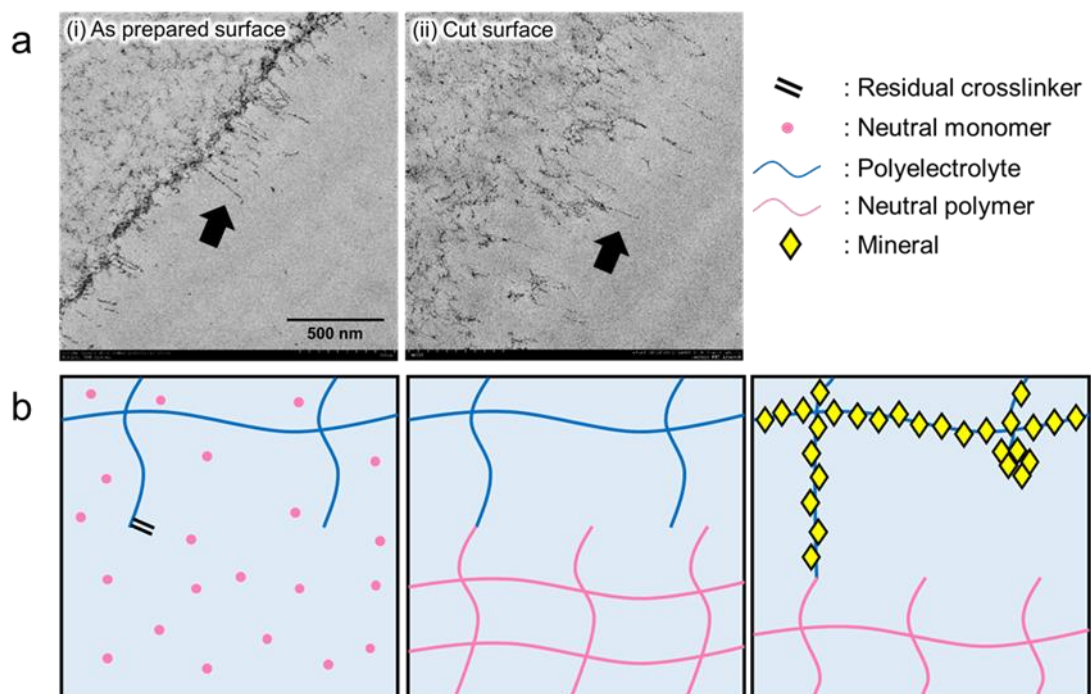 a
(i) As prepared surface
(ii) Cut surface
500 nm
: Residual crosslinker
: Neutral monomer
: Polyelectrolyte
: Neutral polymer
: Mineral
b